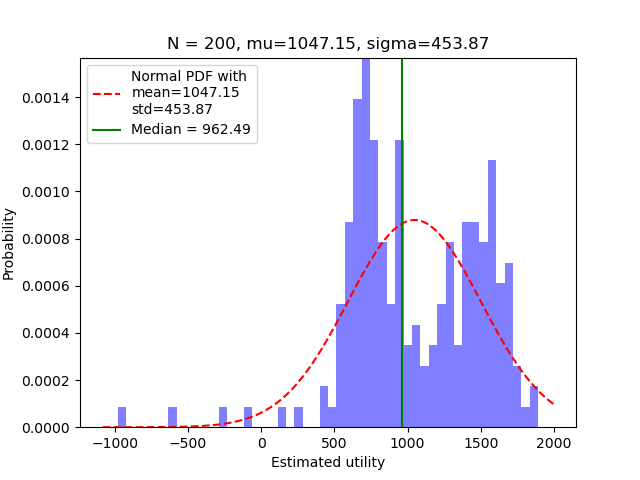 N = 200, mu=1047.15, sigma=453.87
Normal PDF with
mean=1047.15
std=453.87
Median = 962.49
0.0014
0.0012
0.0010
0.0008
0.0006
0.0004
0.0002
0.0000
Probability
−1000 −500 0 500 1000 1500 2000
Estimated utility